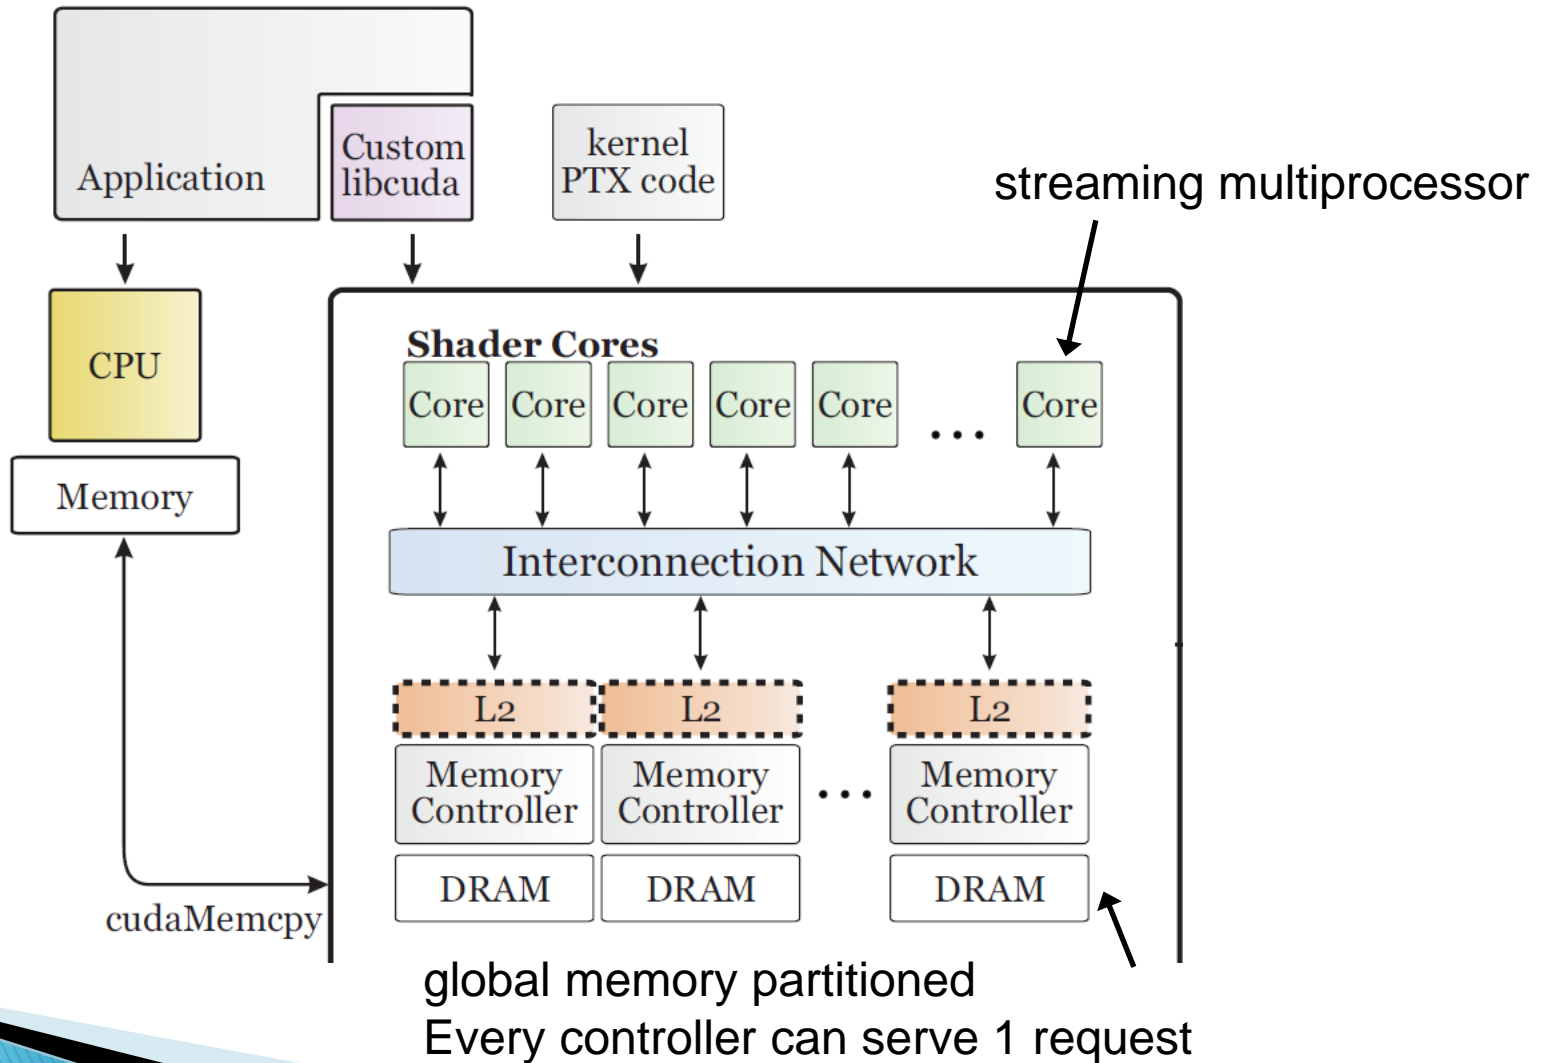 Application
Custom
libcuda
kernel
PTX code
streaming multiprocessor
CPU
Memory
Shader Cores
Core Core Core Core Core ... Core
Interconnection Network
L2 L2 L2
Memory Controller
Memory Controller
...
Memory Controller
DRAM DRAM DRAM
cudaMemcpy
global memory partitioned
Every controller can serve 1 request